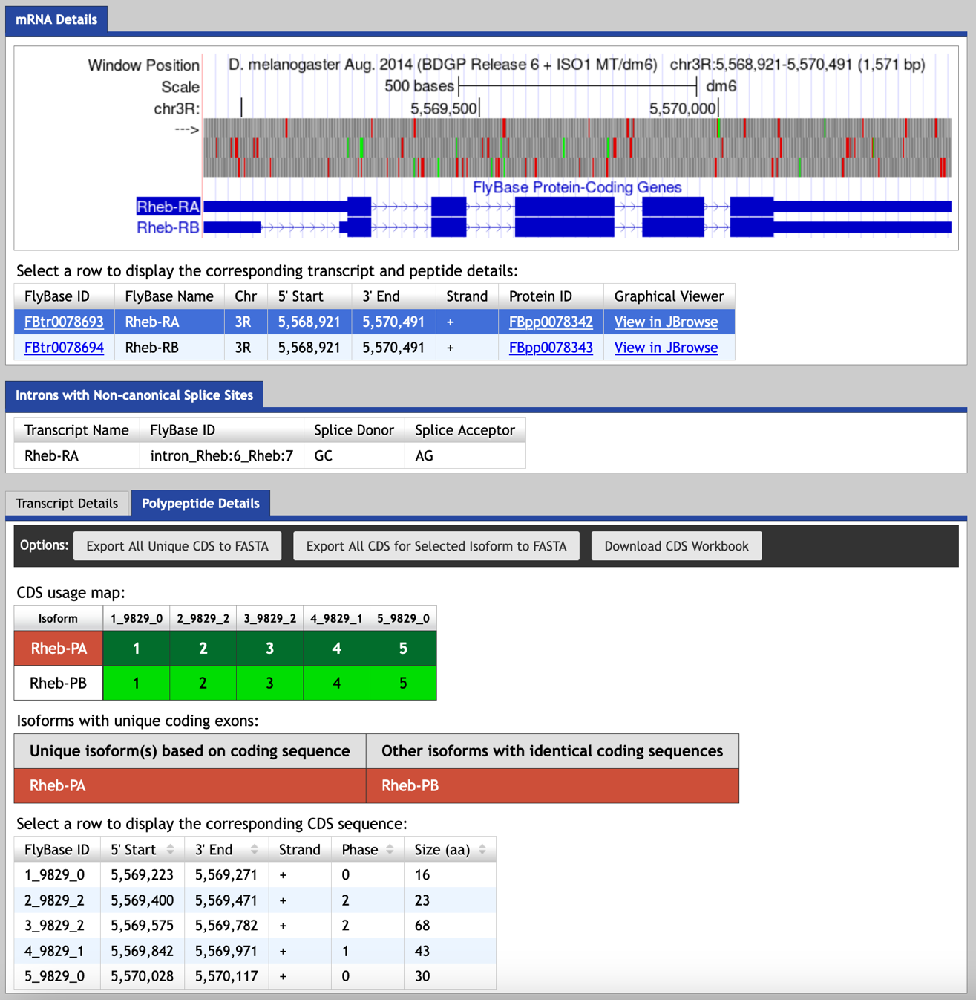 mRNA Details
Window Position D. melanogaster Aug. 2014 (BDGP Release 6 + ISO1 MT/dm6) chr3R:5,568,921-5,570,491 (1,571 bp)
Scale 500 bases dm6
chr3R: 5,569,500 5,570,000
--->
FlyBase Protein-Coding Genes
Rheb-RA
Rheb-RB
Select a row to display the corresponding transcript and peptide details:
FlyBase ID FlyBase Name Chr 5' Start 3' End Strand Protein ID Graphical Viewer
FBtr0078693 Rheb-RA 3R 5,568,921 5,570,491 + FBpp0078342 View in JBrowse
FBtr0078694 Rheb-RB 3R 5,568,921 5,570,491 + FBpp0078343 View in JBrowse
Introns with Non-canonical Splice Sites
Transcript Name FlyBase ID Splice Donor Splice Acceptor
Rheb-RA intron_Rheb:6_Rheb:7 GC AG
Transcript Details Polypeptide Details
Options: Export All Unique CDS to FASTA Export All CDS for Selected Isoform to FASTA Download CDS Workbook
CDS usage map:
Isoform 1_9829_0 2_9829_2 3_9829_2 4_9829_1 5_9829_0
Rheb-PA 1 2 3 4 5
Rheb-PB 1 2 3 4 5
Isoforms with unique coding exons:
Unique isoform(s) based on coding sequence Other isoforms with identical coding sequences
Rheb-PA Rheb-PB
Select a row to display the corresponding CDS sequence:
FlyBase ID 5' Start 3' End Strand Phase Size (aa)
1_9829_0 5,569,223 5,569,271 + 0 16
2_9829_2 5,569,400 5,569,471 + 2 23
3_9829_2 5,569,575 5,569,782 + 2 68
4_9829_1 5,569,842 5,569,971 + 1 43
5_9829_0 5,570,028 5,570,117 + 0 30